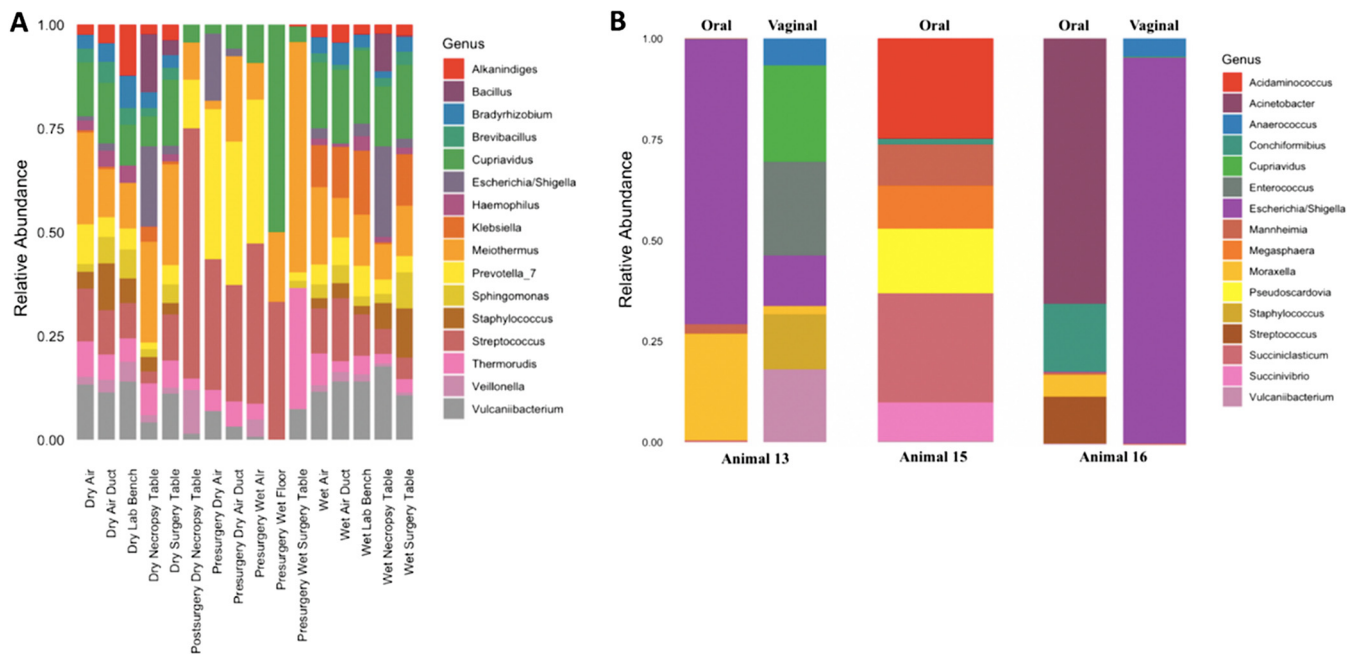 A
1.00
0.75
0.50
0.25
0.00
Relative Abundance
Dry Air
Dry Air Duct
Dry Lab Bench
Dry Necropsy Table
Dry Surgery Table
Postsurgery Dry Necropsy Table
Presurgery Dry Air
Presurgery Dry Air Duct
Presurgery Wet AIr
Presurgery Wet Floor
Presurgery Wet Surgery Table
Wet Air
Wet Air Duct
Wet Lab Bench
Wet Necropsy Table
Wet Surgery Table
Genus
Alkanindiges
Bacillus
Bradyrhizobium
Brevibacillus
Cupriavidus
Escherichia/Shigella
Haemophilus
Klebsiella
Meiothermus
Prevotella_7
Sphingomonas
Staphylococcus
Streptococcus
Thermorudis
Veillonella
Vulcaniibacterium
B
Oral Vaginal Oral Oral Vaginal
1.00
0.75
0.50
0.25
0.00
Relative Abundance
Animal 13 Animal 15 Animal 16
Genus
Acidaminococcus
Acinetobacter
Anaerococcus
Conchiformibius
Cupriavidus
Enterococcus
Escherichia/Shigella
Mannheimia
Megasphaera
Moraxella
Pseudoscardovia
Staphylococcus
Streptococcus
Succiniclasticum
Succinivibrio
Vulcaniibacterium